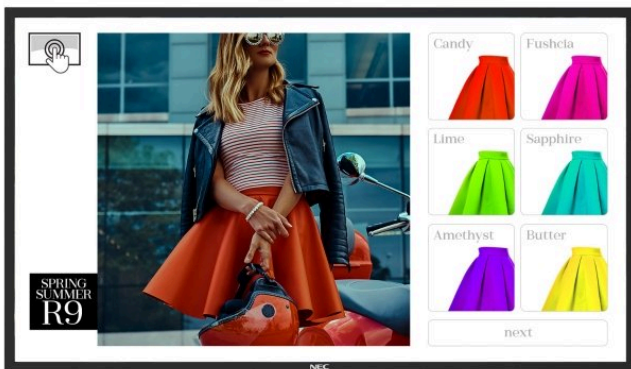 SPRING
SUMMER
R9
Candy
Fushcia
Lime
Sapphire
Amethyst
Butter
next
NEC